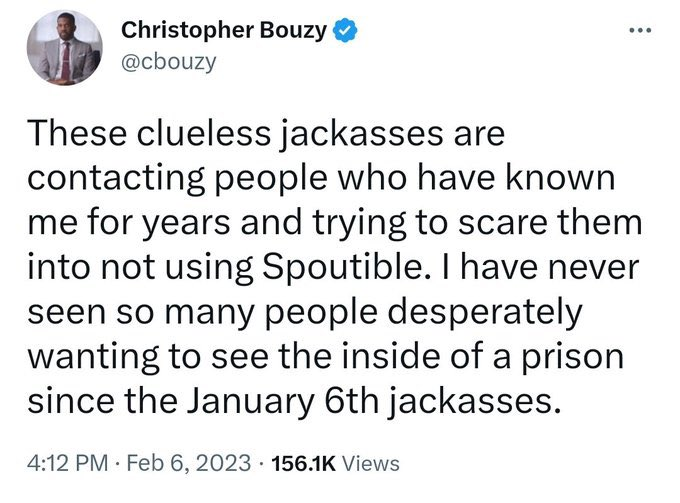 Christopher Bouzy
@cbouzy
These clueless jackasses are
contacting people who have known
me for years and trying to scare them
into not using Spoutible. I have never
seen so many people desperately
wanting to see the inside of a prison
since the January 6th jackasses.
4:12 PM · Feb 6, 2023 · 156.1K Views